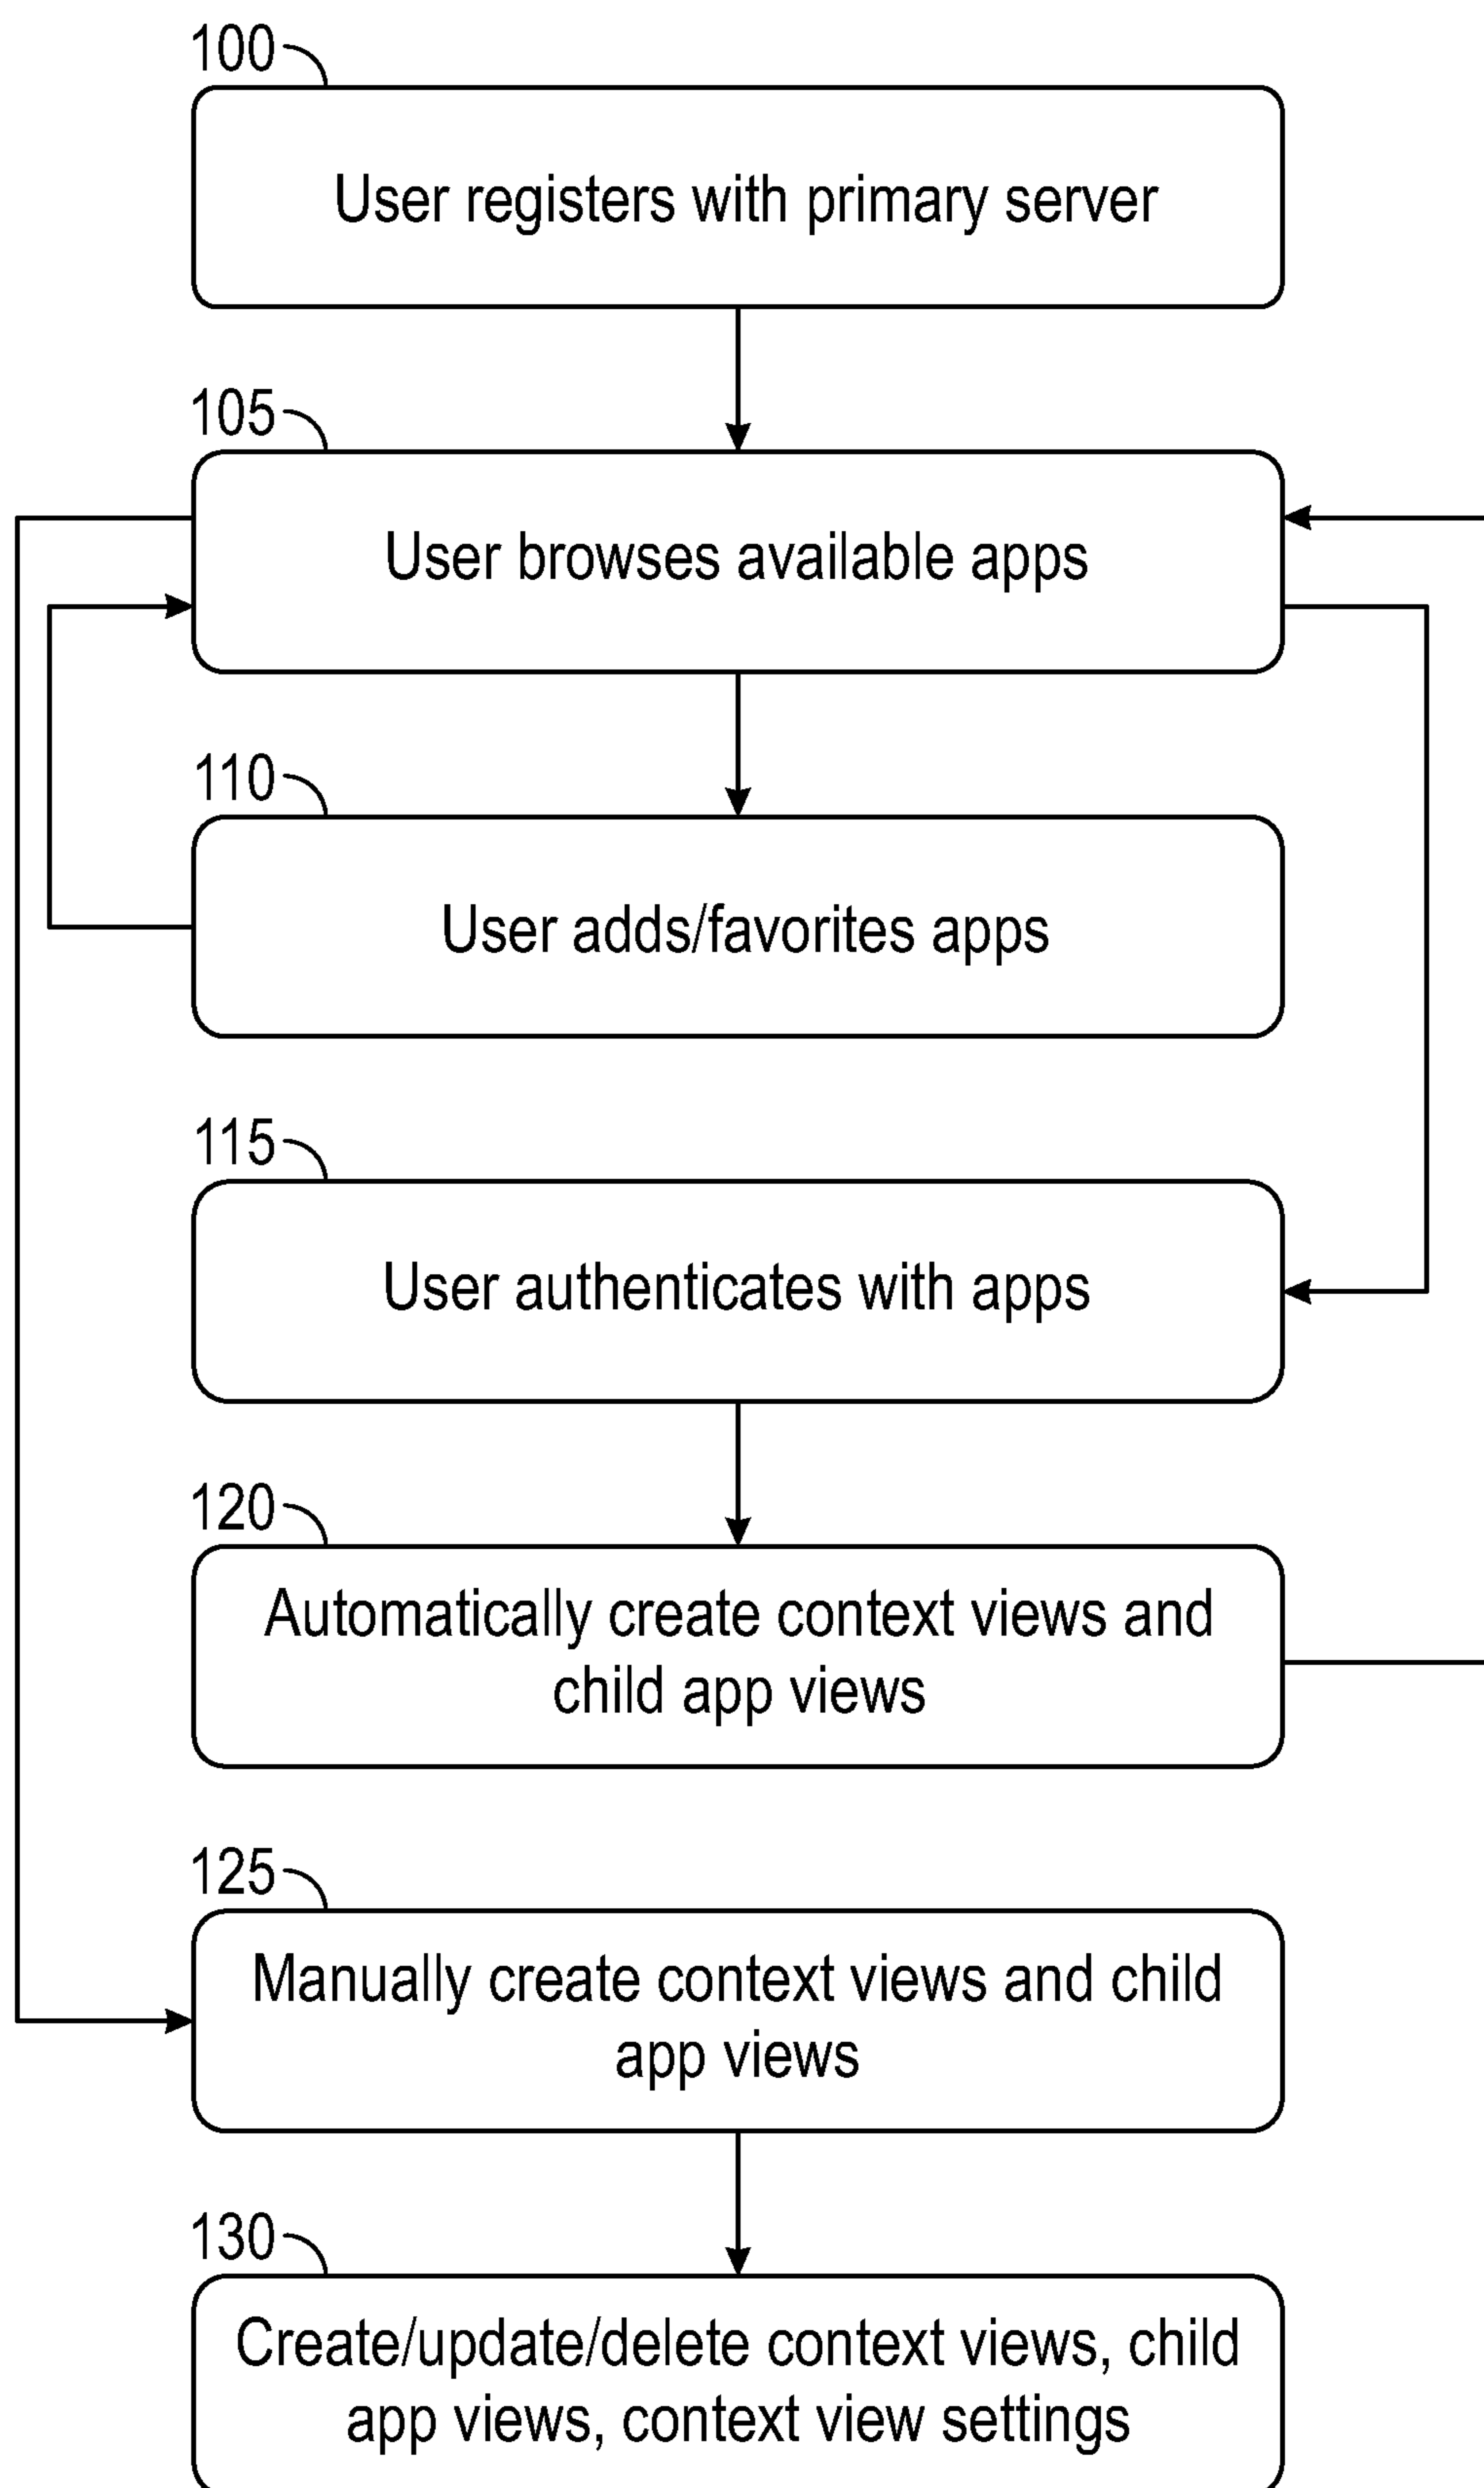 100
User registers with primary server
105
User browses available apps
110
User adds/favorites apps
115
User authenticates with apps
120
Automatically create context views and
child app views
125
Manually create context views and child
app views
130
Create/update/delete context views, child
app views, context view settings